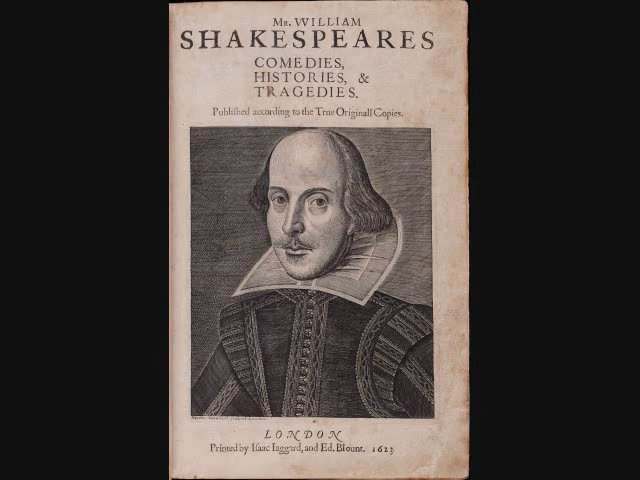 Mr. WILLIAM
SHAKESPEARES
COMEDIES,
HISTORIES, &
TRAGEDIES.
Publiſhed according to the True Originall Copies.
LONDON
Printed by Iſaac Iaggard, and Ed. Blount. 1623